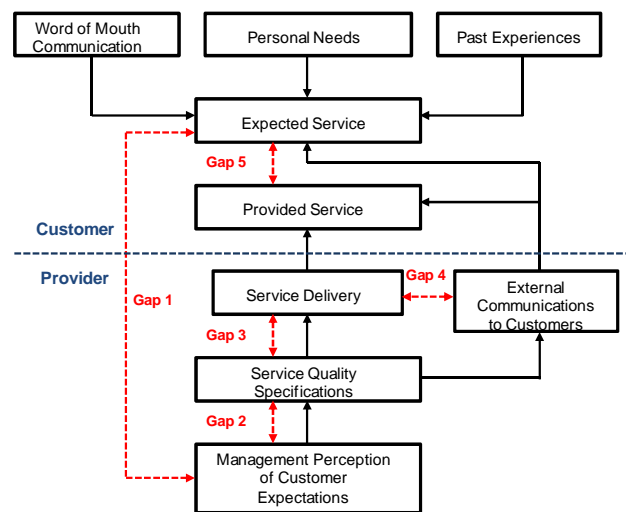 Word of Mouth
Communication
Personal Needs
Past Experiences
Expected Service
Gap 5
Provided Service
Customer
Provider
Gap 1
Gap 4
Service Delivery
External
Communications
to Customers
Gap 3
Service Quality
Specifications
Gap 2
Management Perception
of Customer
Expectations